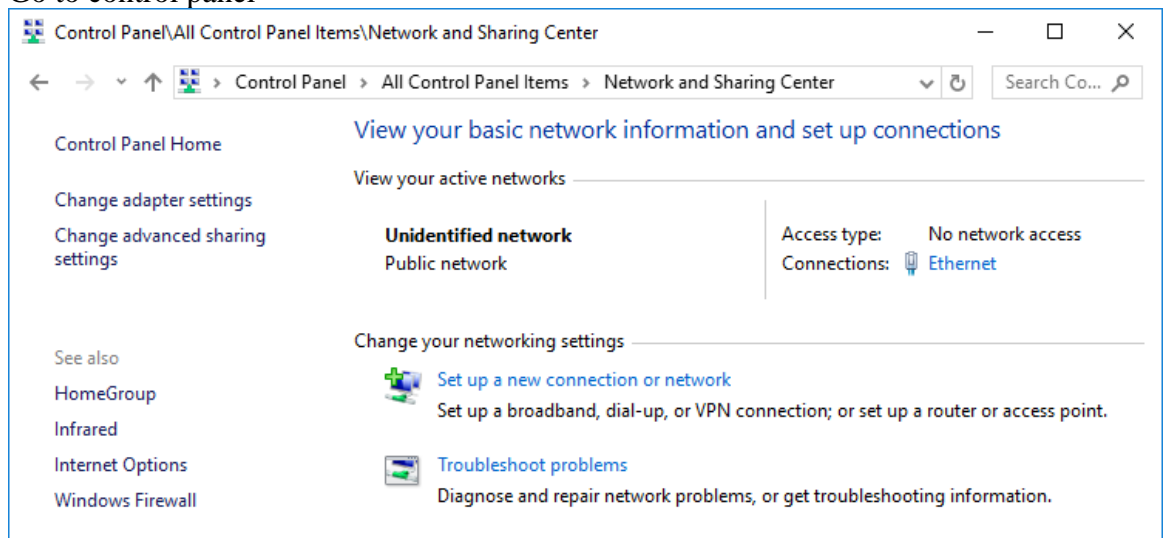 Go to control panel
Control Panel\All Control Panel Items\Network and Sharing Center
Control Panel > All Control Panel Items > Network and Sharing Center
Search Co...
Control Panel Home
Change adapter settings
Change advanced sharing
settings
See also
HomeGroup
Infrared
Internet Options
Windows Firewall
View your basic network information and set up connections
View your active networks
Unidentified network
Public network
Access type: No network access
Connections: Ethernet
Change your networking settings
Set up a new connection or network
Set up a broadband, dial-up, or VPN connection; or set up a router or access point.
Troubleshoot problems
Diagnose and repair network problems, or get troubleshooting information.